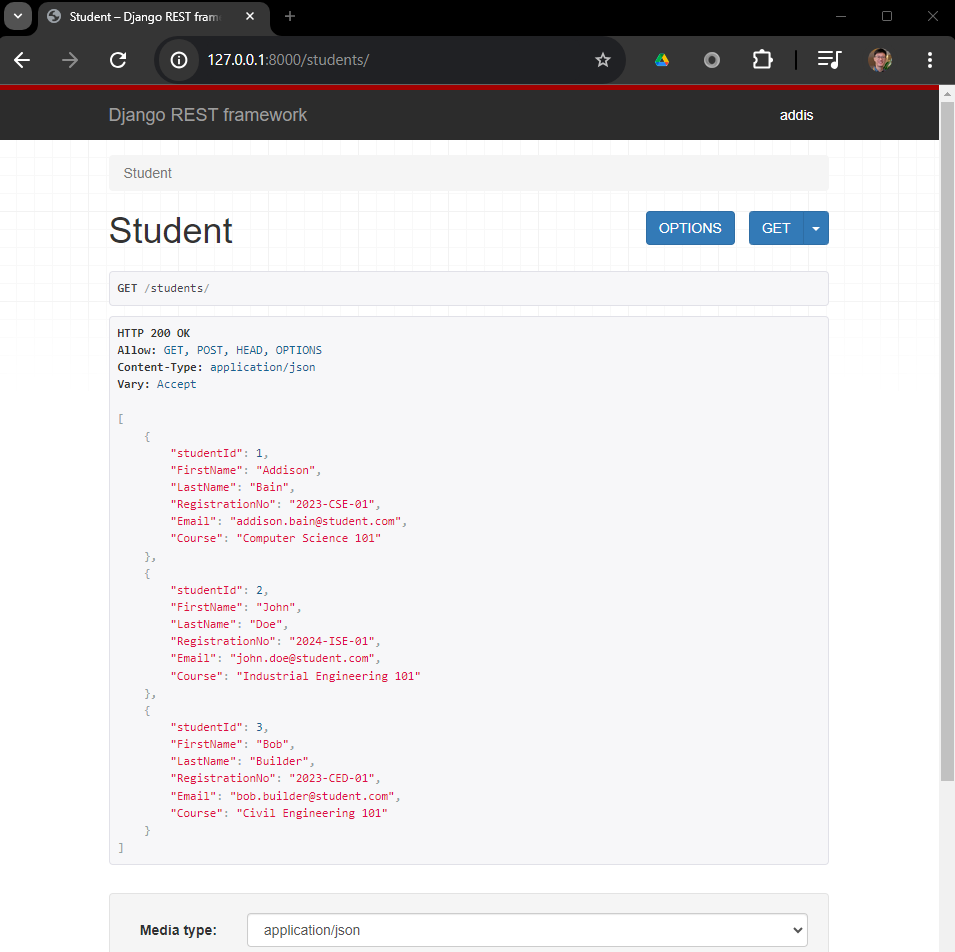 Student – Django REST fram
127.0.0.1:8000/students/
Django REST framework
addis
Student
Student
OPTIONS
GET
GET /students/
HTTP 200 OK
Allow: GET, POST, HEAD, OPTIONS
Content-Type: application/json
Vary: Accept
[
{
"studentId": 1,
"FirstName": "Addison",
"LastName": "Bain",
"RegistrationNo": "2023-CSE-01",
"Email": "addison.bain@student.com",
"Course": "Computer Science 101"
},
{
"studentId": 2,
"FirstName": "John",
"LastName": "Doe",
"RegistrationNo": "2024-ISE-01",
"Email": "john.doe@student.com",
"Course": "Industrial Engineering 101"
},
{
"studentId": 3,
"FirstName": "Bob",
"LastName": "Builder",
"RegistrationNo": "2023-CED-01",
"Email": "bob.builder@student.com",
"Course": "Civil Engineering 101"
}
]
Media type: application/json